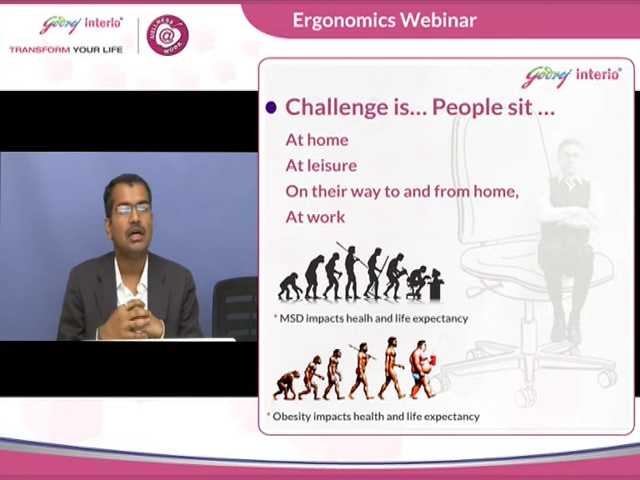 Godrej interio
TRANSFORM YOUR LIFE
WELLNESS @ WORK
Ergonomics Webinar
Godrej interio
Challenge is... People sit ...
At home
At leisure
On their way to and from home,
At work
* MSD impacts healh and life expectancy
* Obesity impacts health and life expectancy